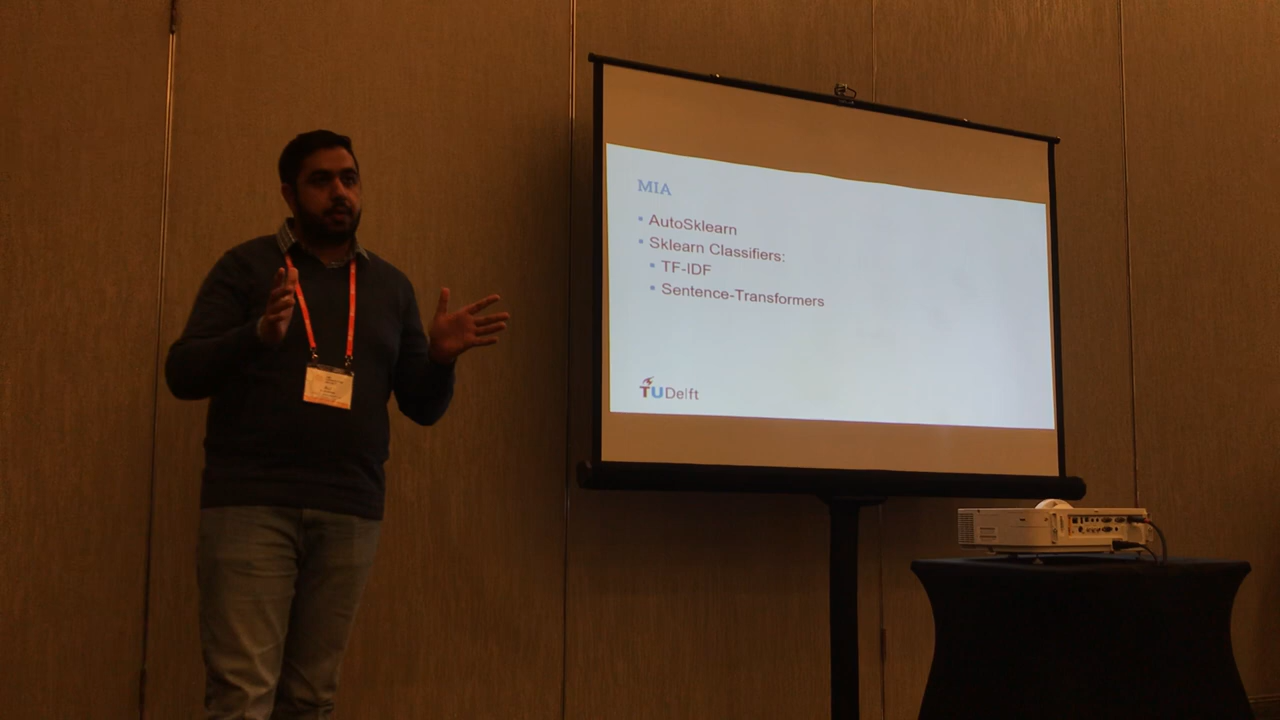 MIA
AutoSklearn
Sklearn Classifiers:
TF-IDF
Sentence-Transformers
TUDelft